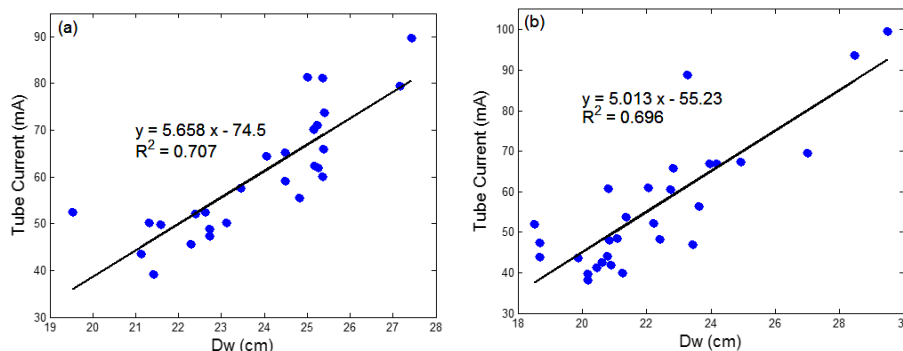 (a)
y = 5.658 x - 74.5
R² = 0.707
Tube Current (mA)
90
80
70
60
50
40
30
19 20 21 22 23 24 25 26 27 28
Dw (cm)
(b)
y = 5.013 x - 55.23
R² = 0.696
Tube Current (mA)
100
90
80
70
60
50
40
30
18 20 22 24 26 28 30
Dw (cm)